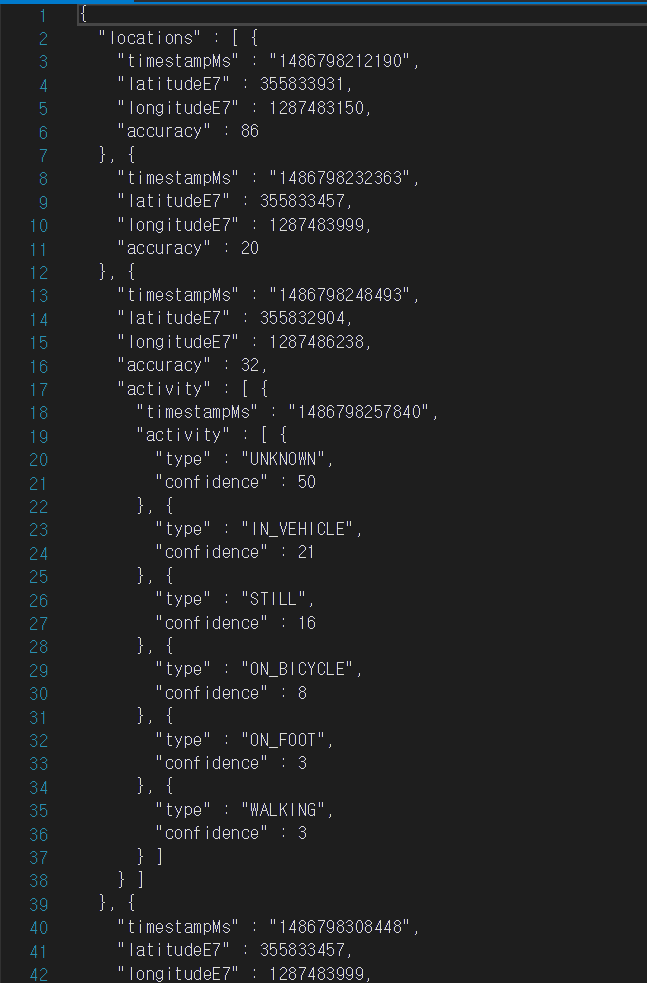 1 {
2 "locations" : [ {
3 "timestampMs" : "1486798212190",
4 "latitudeE7" : 355833931,
5 "longitudeE7" : 1287483150,
6 "accuracy" : 86
7 }, {
8 "timestampMs" : "1486798232363",
9 "latitudeE7" : 355833457,
10 "longitudeE7" : 1287483999,
11 "accuracy" : 20
12 }, {
13 "timestampMs" : "1486798248493",
14 "latitudeE7" : 355832904,
15 "longitudeE7" : 1287486238,
16 "accuracy" : 32,
17 "activity" : [ {
18 "timestampMs" : "1486798257840",
19 "activity" : [ {
20 "type" : "UNKNOWN",
21 "confidence" : 50
22 }, {
23 "type" : "IN_VEHICLE",
24 "confidence" : 21
25 }, {
26 "type" : "STILL",
27 "confidence" : 16
28 }, {
29 "type" : "ON_BICYCLE",
30 "confidence" : 8
31 }, {
32 "type" : "ON_FOOT",
33 "confidence" : 3
34 }, {
35 "type" : "WALKING",
36 "confidence" : 3
37 } ]
38 } ]
39 }, {
40 "timestampMs" : "1486798308448",
41 "latitudeE7" : 355833457,
42 "longitudeE7" : 1287483999,